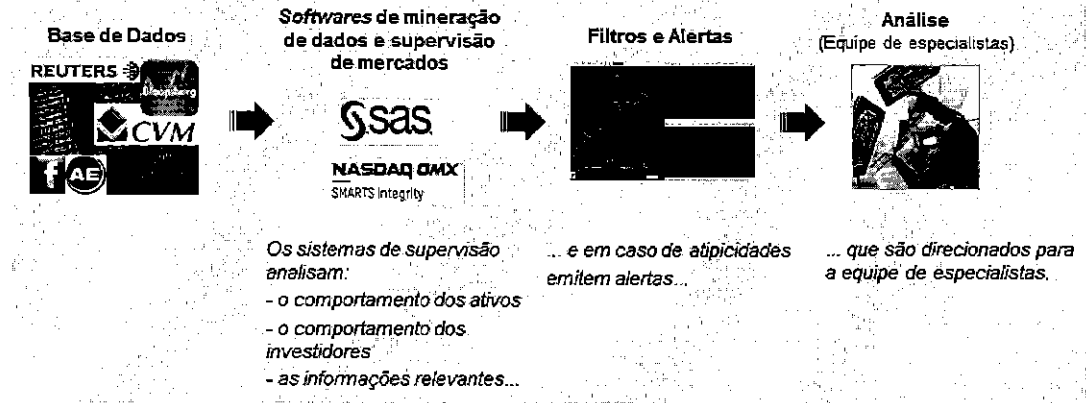 Base de Dados
REUTERS
Bloomberg
CVM
f
AE
Softwares de mineração
de dados e supervisão
de mercados
sas
NASDAQ OMX
SMARTS Integrity
Filtros e Alertas
Análise
(Equipe de especialistas)
Os sistemas de supervisão
analisam:
- o comportamento dos ativos
- o comportamento dos
investidores
- as informações relevantes...
... e em caso de atipicidades
emitem alertas...
... que são direcionados para
a equipe de especialistas.